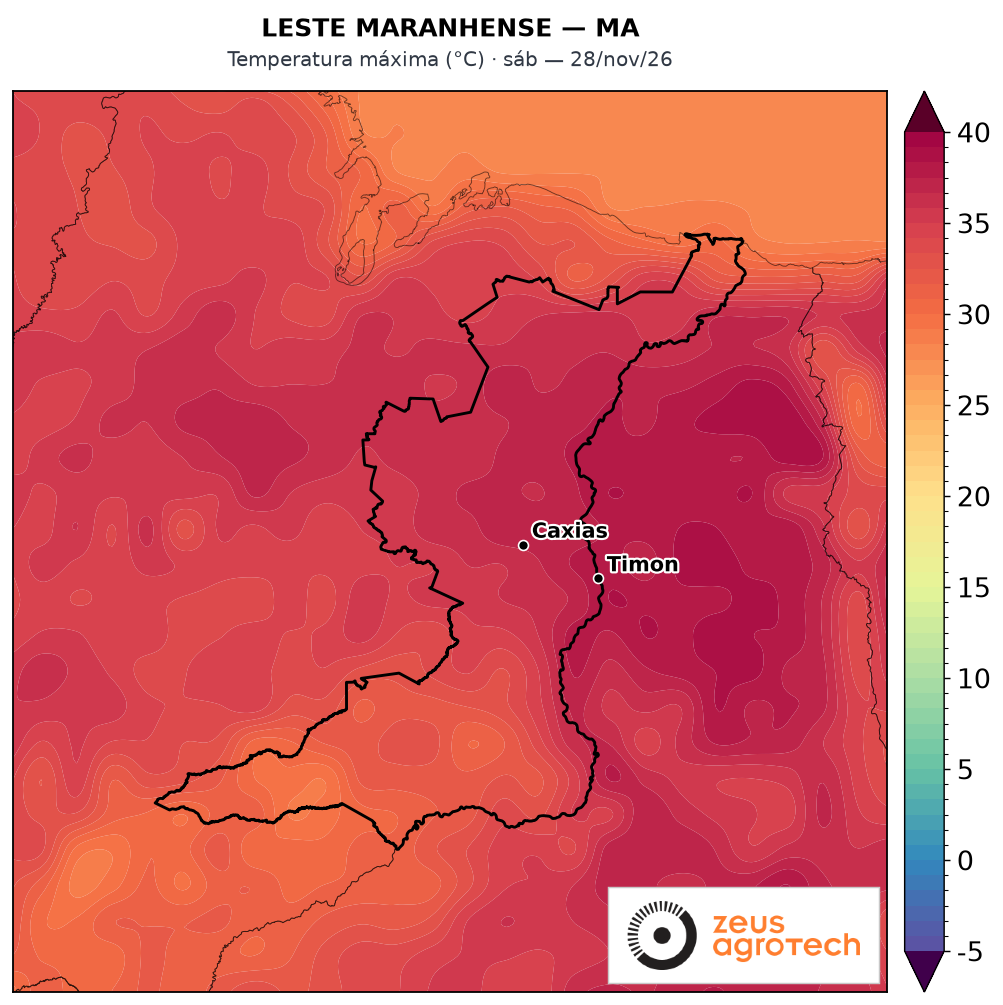 LESTE MARANHENSE — MA
Temperatura máxima (°C) · sáb — 28/nov/26
40
35
30
25
20
15
10
5
0
-5
Caxias
Timon
zeus
agrotech